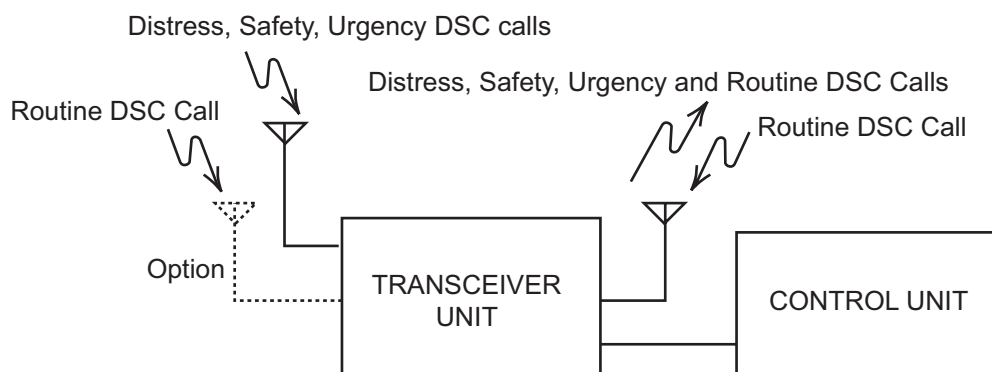 Distress, Safety, Urgency DSC calls
Distress, Safety, Urgency and Routine DSC Calls
Routine DSC Call
Routine DSC Call
Option
TRANSCEIVER
UNIT
CONTROL UNIT